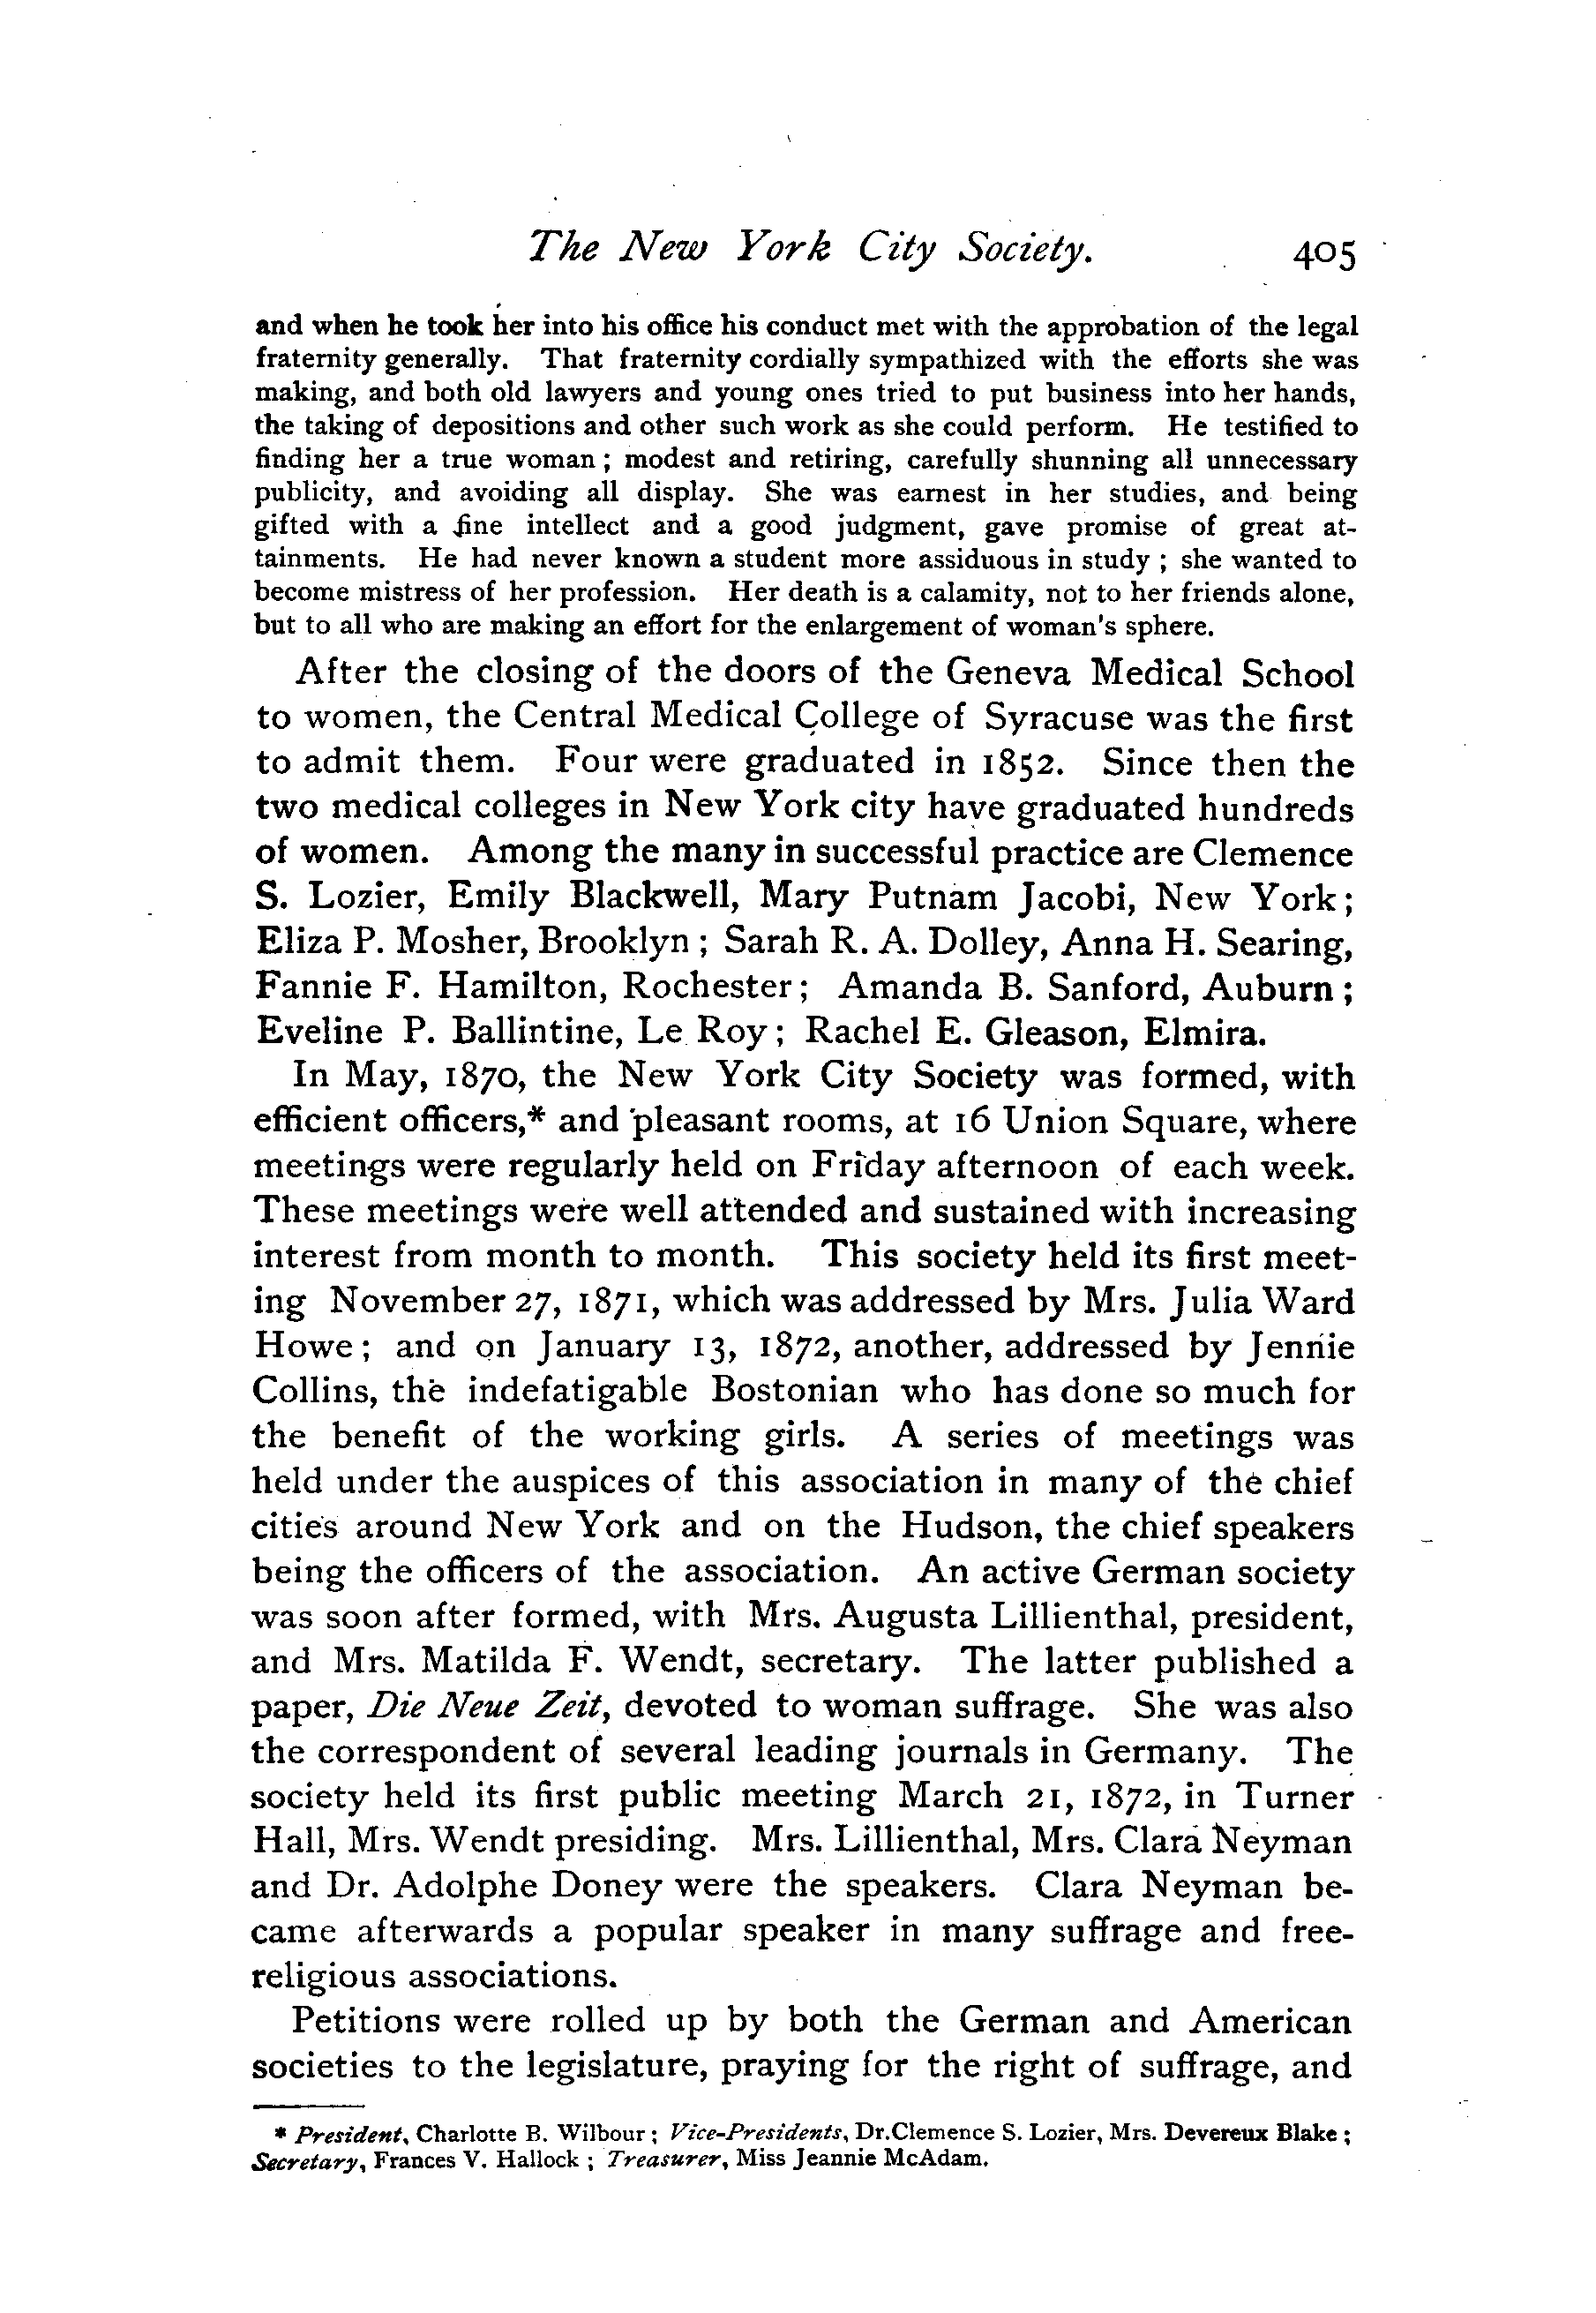 The New York City Society. 405
and when he took her into his office his conduct met with the approbation of the legal
fraternity generally. That fraternity cordially sympathized with the efforts she was
making, and both old lawyers and young ones tried to put business into her hands,
the taking of depositions and other such work as she could perform. He testified to
finding her a true woman; modest and retiring, carefully shunning all unnecessary
publicity, and avoiding all display. She was earnest in her studies, and being
gifted with a fine intellect and a good judgment, gave promise of great at-
tainments. He had never known a student more assiduous in study; she wanted to
become mistress of her profession. Her death is a calamity, not to her friends alone,
but to all who are making an effort for the enlargement of woman's sphere.
After the closing of the doors of the Geneva Medical School
to women, the Central Medical College of Syracuse was the first
to admit them. Four were graduated in 1852. Since then the
two medical colleges in New York city have graduated hundreds
of women. Among the many in successful practice are Clemence
S. Lozier, Emily Blackwell, Mary Putnam Jacobi, New York;
Eliza P. Mosher, Brooklyn; Sarah R. A. Dolley, Anna H. Searing,
Fannie F. Hamilton, Rochester; Amanda B. Sanford, Auburn;
Eveline P. Ballintine, Le Roy; Rachel E. Gleason, Elmira.
In May, 1870, the New York City Society was formed, with
efficient officers,* and pleasant rooms, at 16 Union Square, where
meetings were regularly held on Friday afternoon of each week.
These meetings were well attended and sustained with increasing
interest from month to month. This society held its first meet-
ing November 27, 1871, which was addressed by Mrs. Julia Ward
Howe; and on January 13, 1872, another, addressed by Jennie
Collins, the indefatigable Bostonian who has done so much for
the benefit of the working girls. A series of meetings was
held under the auspices of this association in many of the chief
cities around New York and on the Hudson, the chief speakers
being the officers of the association. An active German society
was soon after formed, with Mrs. Augusta Lillienthal, president,
and Mrs. Matilda F. Wendt, secretary. The latter published a
paper, Die Neue Zeit, devoted to woman suffrage. She was also
the correspondent of several leading journals in Germany. The
society held its first public meeting March 21, 1872, in Turner
Hall, Mrs. Wendt presiding. Mrs. Lillienthal, Mrs. Clara Neyman
and Dr. Adolphe Doney were the speakers. Clara Neyman be-
came afterwards a popular speaker in many suffrage and free-
religious associations.
Petitions were rolled up by both the German and American
societies to the legislature, praying for the right of suffrage, and
* President, Charlotte B. Wilbour; Vice-Presidents, Dr. Clemence S. Lozier, Mrs. Devereux Blake;
Secretary, Frances V. Hallock; Treasurer, Miss Jeannie McAdam.